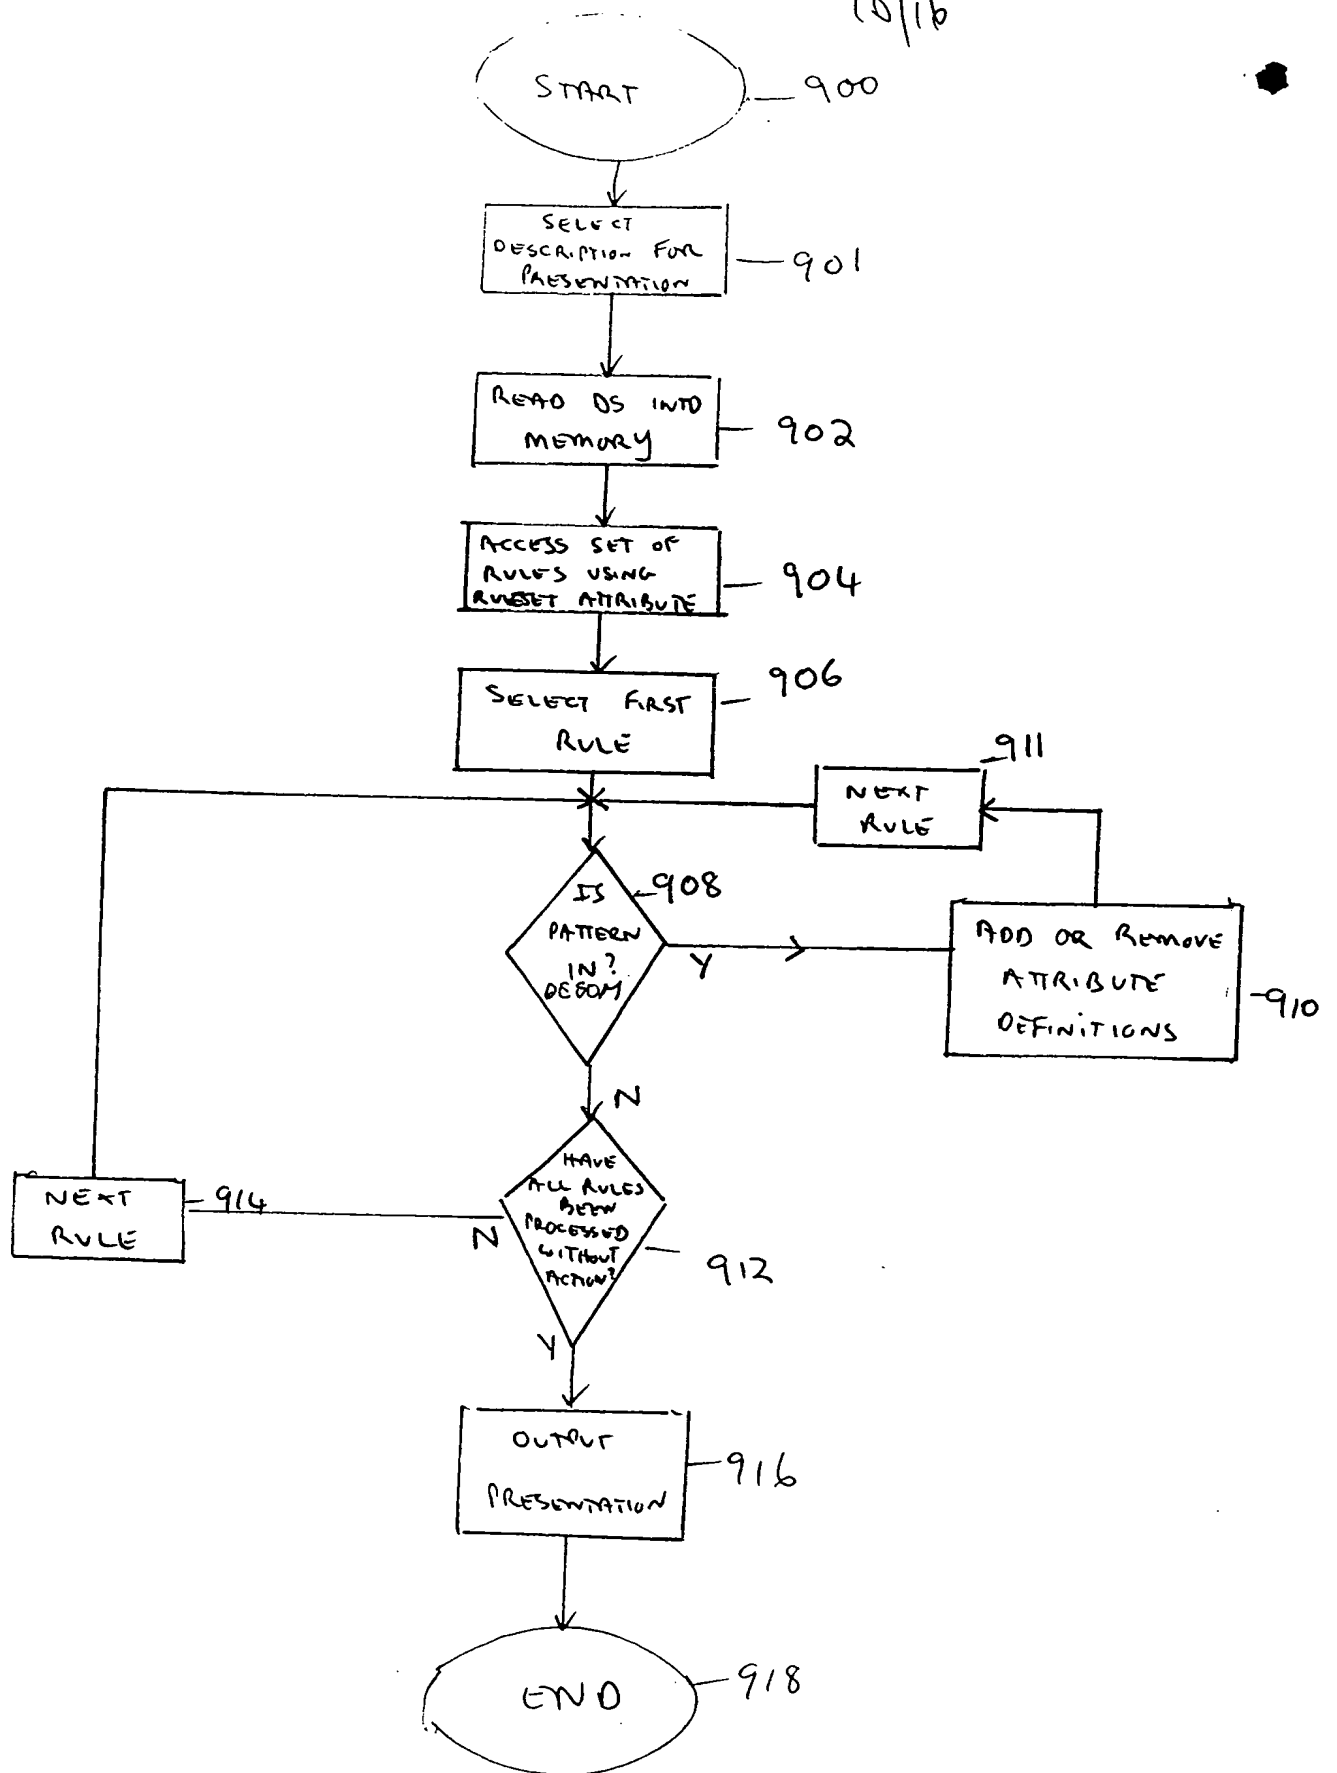 10/16
START
900
SELECT
DESCRIPTION FOR
PRESENTATION
901
READ DS INTO
MEMORY
902
ACCESS SET OF
RULES USING
RULESET ATTRIBUTE
904
SELECT FIRST
RULE
906
NEXT
RULE
911
IS
PATTERN
IN?
DEGOM
908
Y
ADD OR REMOVE
ATTRIBUTE
DEFINITIONS
910
N
HAVE
ALL RULES
BEEN
PROCESSED
WITHOUT
ACTION?
912
N
NEXT
RULE
914
Y
OUTPUT
PRESENTATION
916
END
918